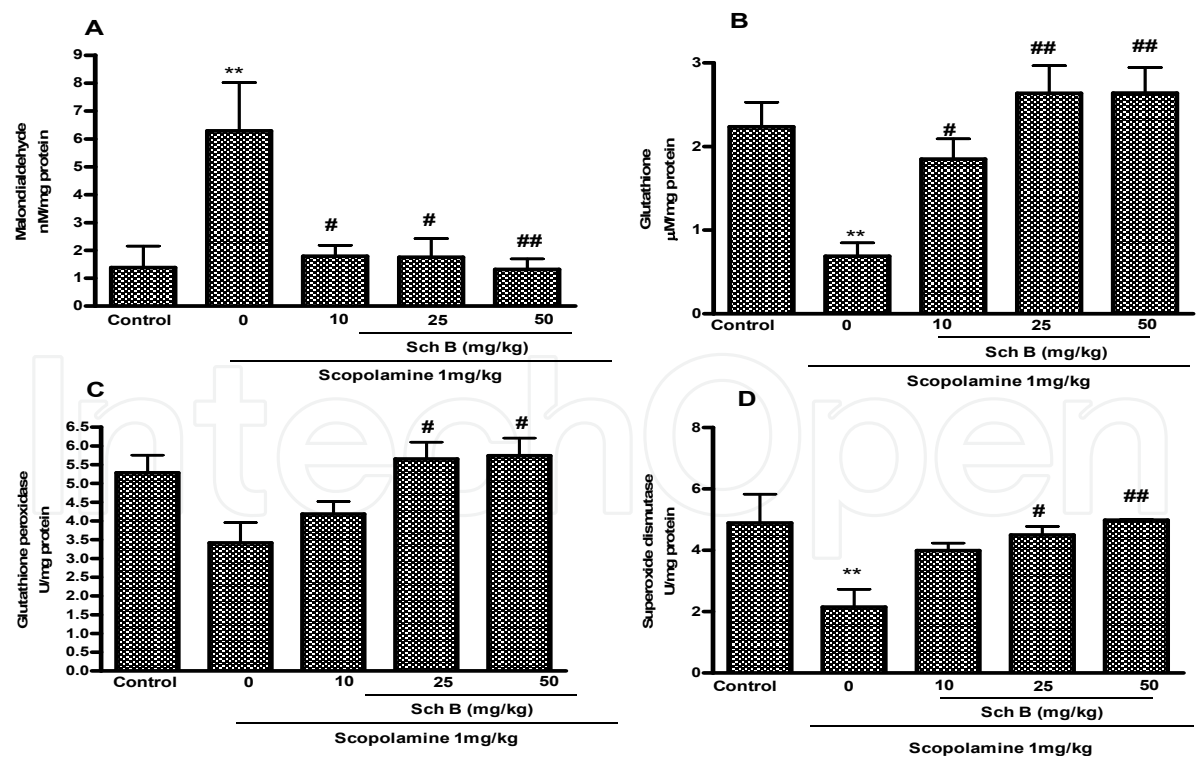 A
Malondialdehyde
nM/mg protein
9
8
7
6
5
4
3
2
1
0
**
#
#
##
Control 0 10 25 50
Sch B (mg/kg)
Scopolamine 1mg/kg
B
Glutathione
µM/mg protein
3
2
1
0
**
#
##
##
Control 0 10 25 50
Sch B (mg/kg)
Scopolamine 1mg/kg
C
Glutathione peroxidase
U/mg protein
6.5
6.0
5.5
5.0
4.5
4.0
3.5
3.0
2.5
2.0
1.5
1.0
0.5
0.0
#
#
Control 0 10 25 50
Sch B (mg/kg)
Scopolamine 1mg/kg
D
Superoxide dismutase
U/mg protein
8
6
4
2
0
**
#
##
Control 0 10 25 50
Sch B (mg/kg)
Scopolamine 1mg/kg
IntechOpen